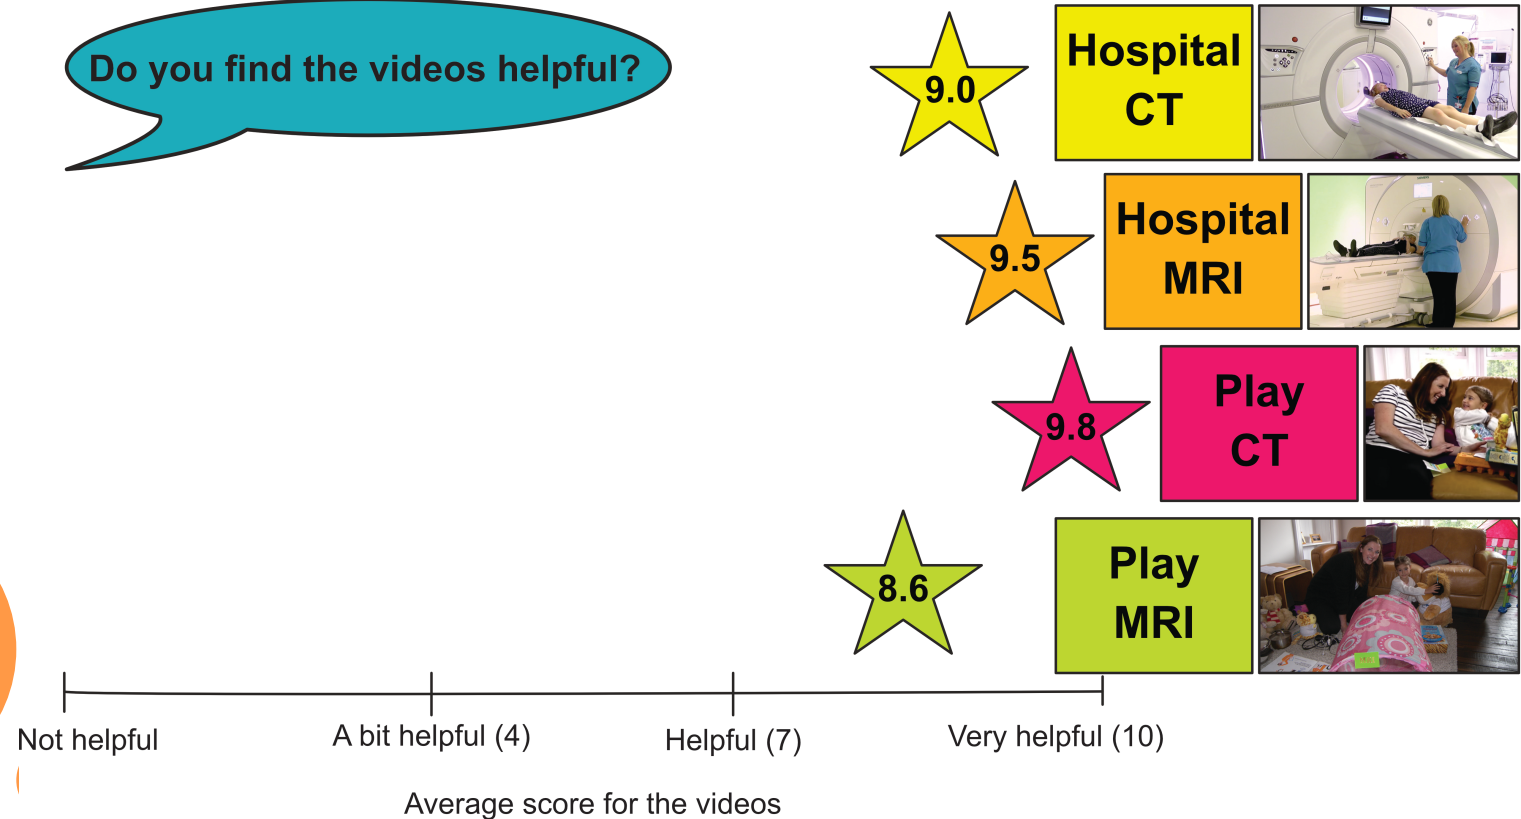 Do you find the videos helpful?
9.0
Hospital
CT
9.5
Hospital
MRI
9.8
Play
CT
8.6
Play
MRI
Not helpful
A bit helpful (4)
Helpful (7)
Very helpful (10)
Average score for the videos